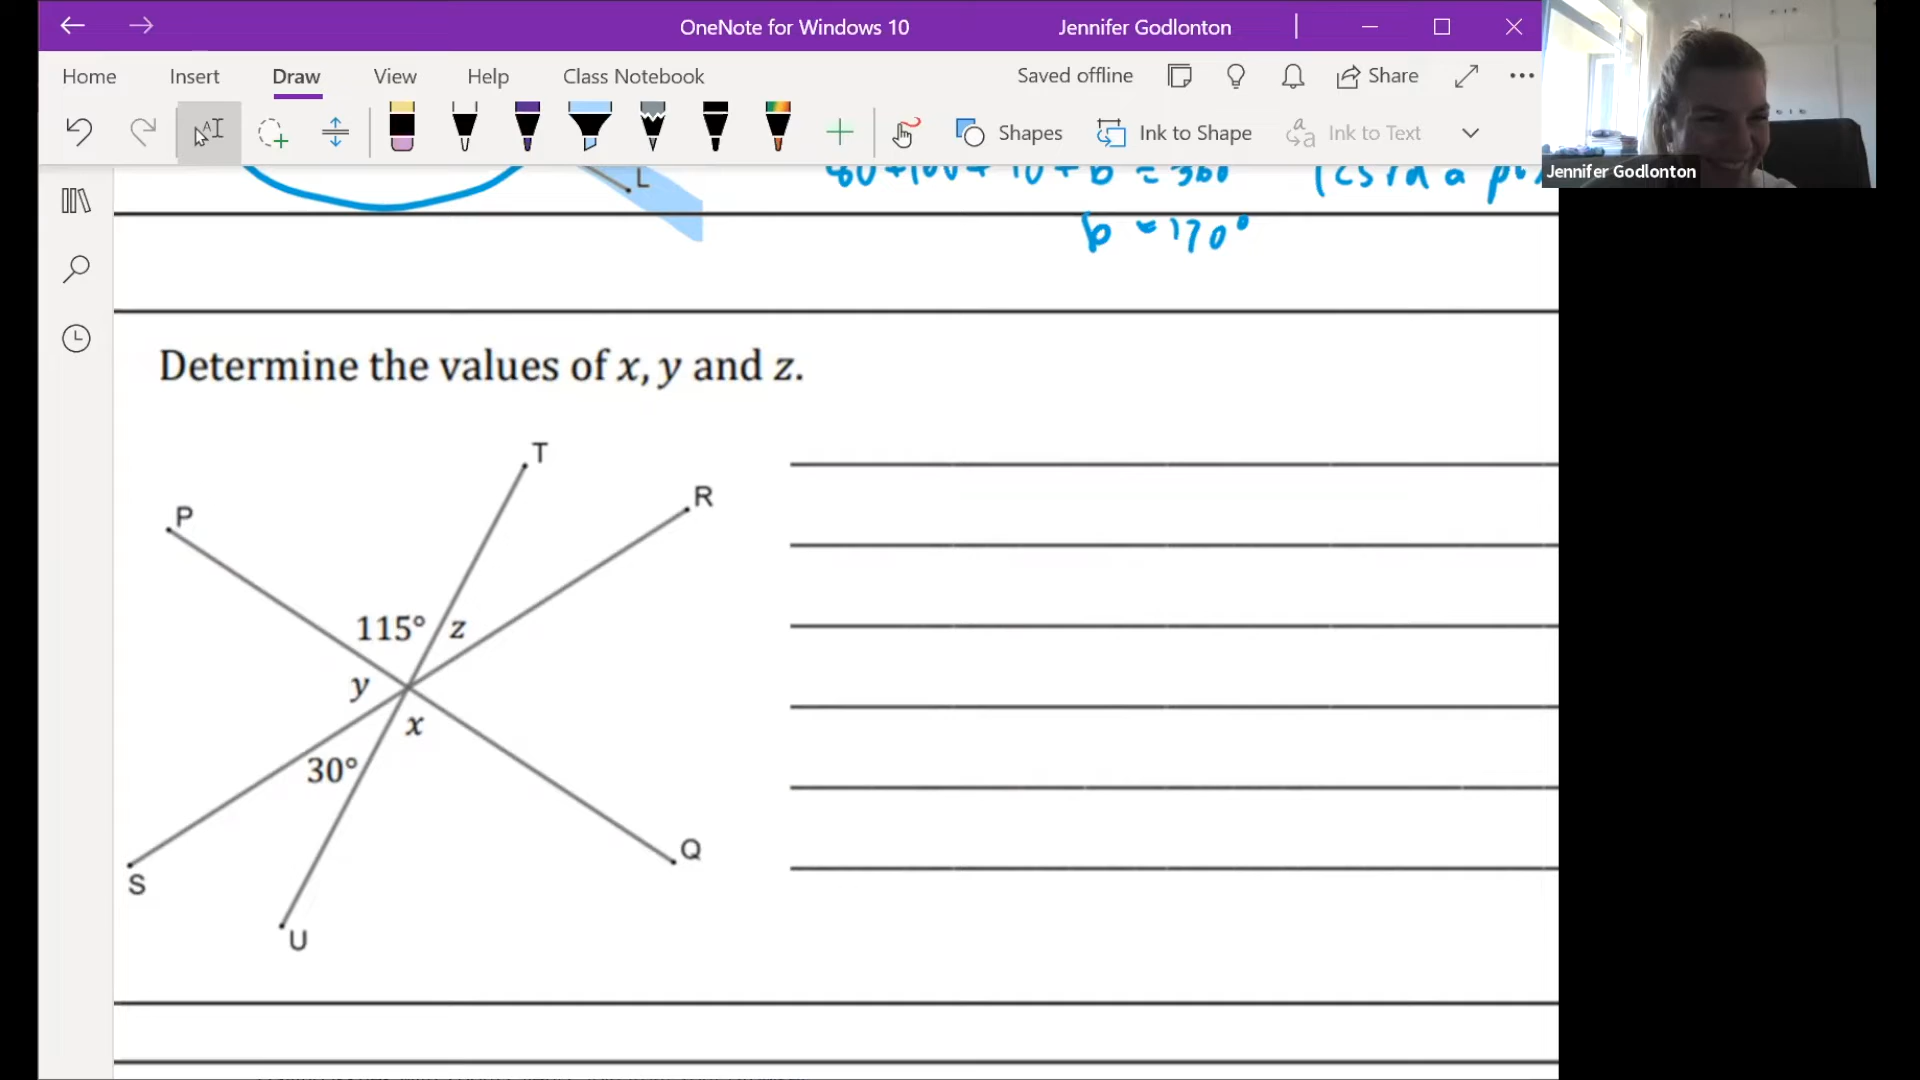 OneNote for Windows 10
Jennifer Godlonton
Home Insert Draw View Help Class Notebook
Saved offline
Share
Shapes
Ink to Shape
Ink to Text
Jennifer Godlonton
L
b = 170°
Determine the values of x, y and z.
T
R
P
115° z
y
x
30°
Q
S
U